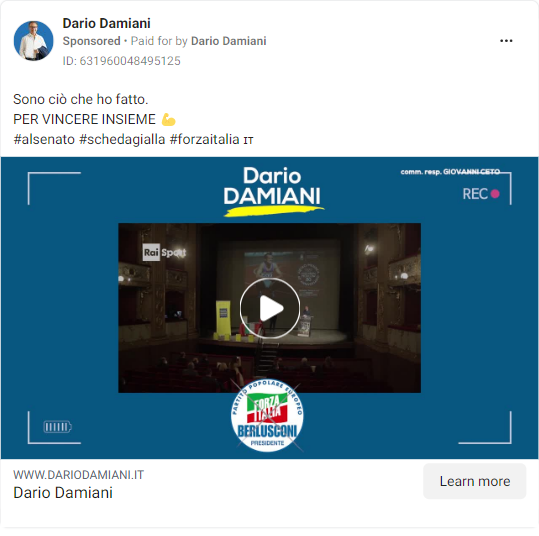 Dario Damiani
Sponsored • Paid for by Dario Damiani
ID: 631960048495125
Sono ciò che ho fatto.
PER VINCERE INSIEME 💪
#alsenato #schedagialla #forzaitalia ɪᴛ
Dario
DAMIANI
comm. resp. GIOVANNI CETO
REC
Rai Sport
PARTITO POPOLARE EUROPEO
FORZA
ITALIA
BERLUSCONI
PRESIDENTE
WWW.DARIODAMIANI.IT
Dario Damiani
Learn more